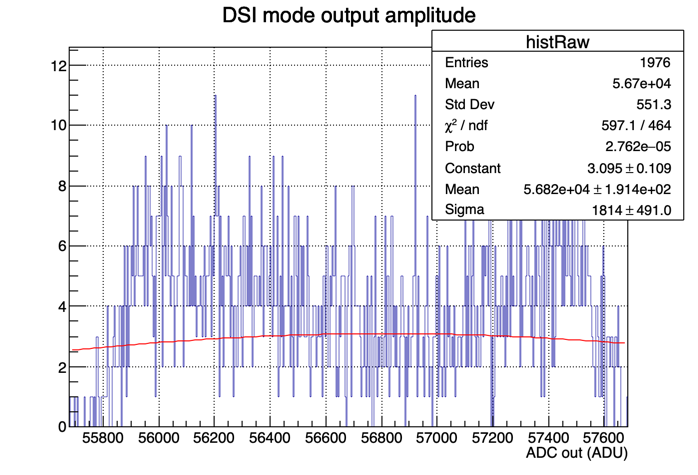 DSI mode output amplitude
histRaw
Entries 1976
Mean 5.67e+04
Std Dev 551.3
χ² / ndf 597.1 / 464
Prob 2.762e−05
Constant 3.095 ± 0.109
Mean 5.682e+04 ± 1.914e+02
Sigma 1814 ± 491.0
12
10
8
6
4
2
0
55800 56000 56200 56400 56600 56800 57000 57200 57400 57600
ADC out (ADU)